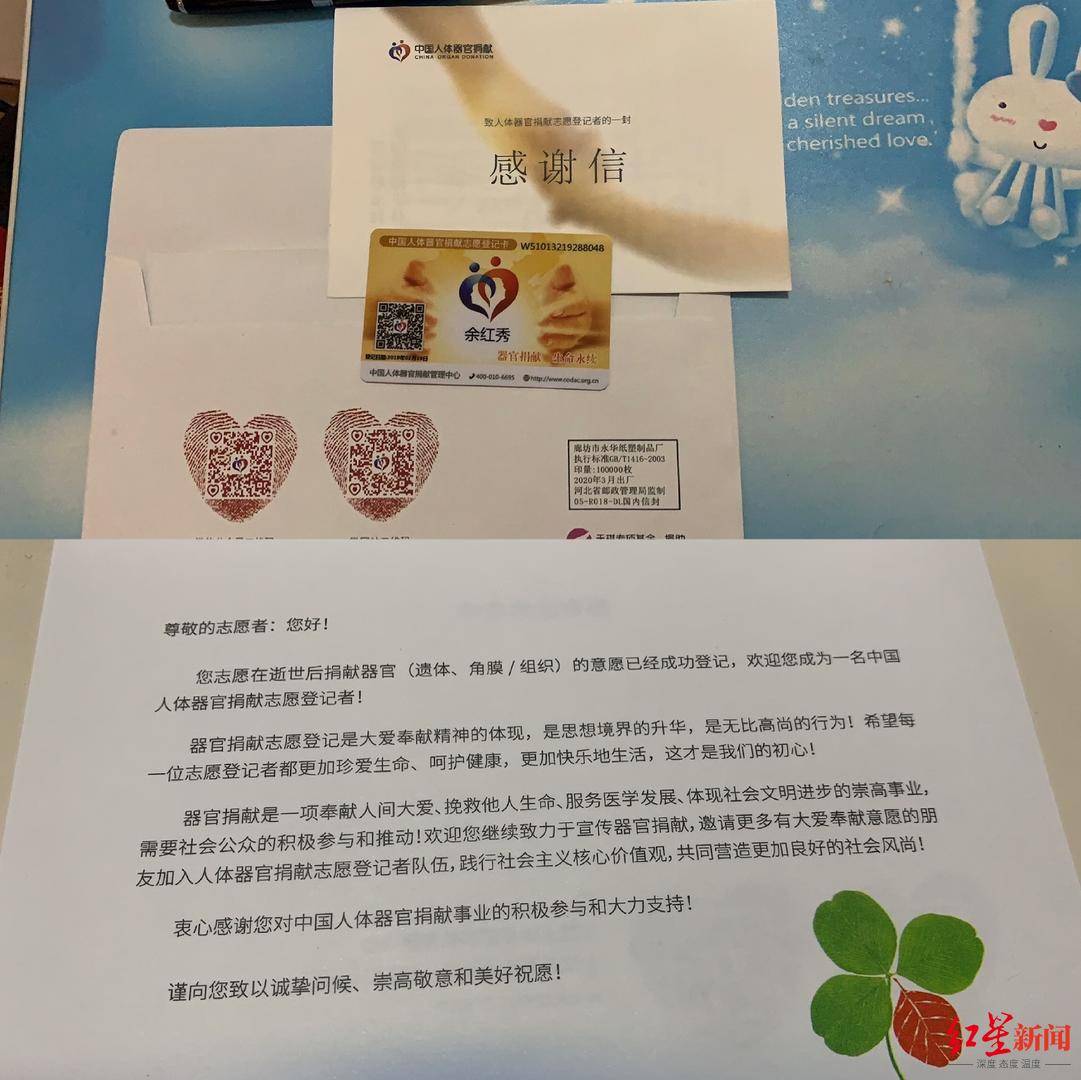 中国人体器官捐献
CHINA ORGAN DONATION
致人体器官捐献志愿登记者的一封
感谢信
den treasures...
a silent dream,
cherished love.
中国人体器官捐献志愿登记卡
W51013219288048
余红秀
器官捐献 生命永续
中国人体器官捐献管理中心 400-010-6695 http://www.codac.org.cn
廊坊市永华纸塑制品厂
执行标准GB/T1416-2003
印量:100000枚
2020年3月出厂
河北省邮政管理局监制
05-R018-DL国内信封
尊敬的志愿者：您好！
您志愿在逝世后捐献器官（遗体、角膜/组织）的意愿已经成功登记，欢迎您成为一名中国
人体器官捐献志愿登记者！
器官捐献志愿登记是大爱奉献精神的体现，是思想境界的升华，是无比高尚的行为！希望每
一位志愿登记者都更加珍爱生命、呵护健康，更加快乐地生活，这才是我们的初心！
器官捐献是一项奉献人间大爱、挽救他人生命、服务医学发展、体现社会文明进步的崇高事业，
需要社会公众的积极参与和推动！欢迎您继续致力于宣传器官捐献，邀请更多有大爱奉献意愿的朋
友加入人体器官捐献志愿登记者队伍，践行社会主义核心价值观，共同营造更加良好的社会风尚！
衷心感谢您对中国人体器官捐献事业的积极参与和大力支持！
谨向您致以诚挚问候、崇高敬意和美好祝愿！
红星新闻
深度 态度 温度